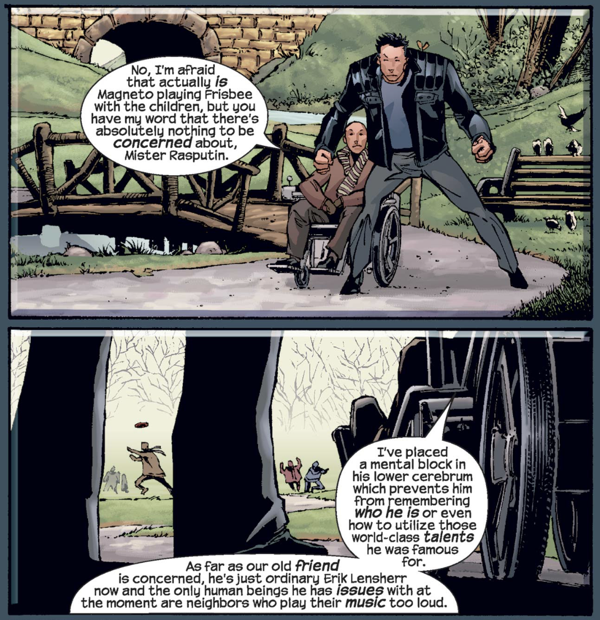 No, I'm afraid
that actually is
Magneto playing Frisbee
with the children, but you
have my word that there's
absolutely nothing to be
concerned about,
Mister Rasputin.
I've placed
a mental block in
his lower cerebrum
which prevents him
from remembering
who he is or even
how to utilize those
world-class talents
he was famous
for.
As far as our old friend
is concerned, he's just ordinary Erik Lensherr
now and the only human beings he has issues with at
the moment are neighbors who play their music too loud.